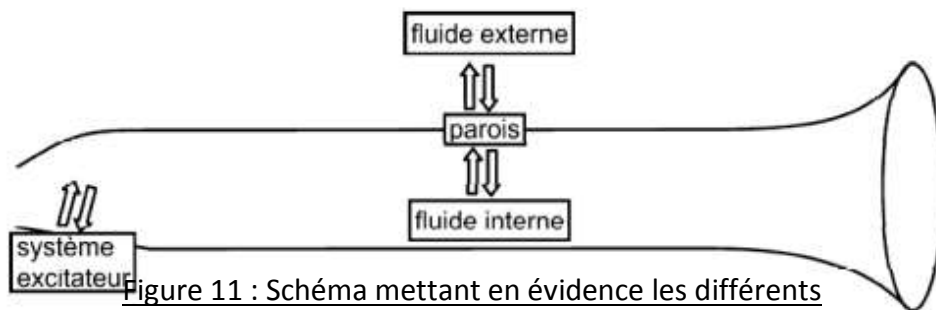 fluide externe
parois
fluide interne
système
excitateur
Figure 11 : Schéma mettant en évidence les différents